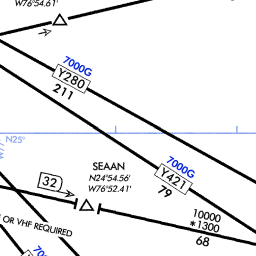 W76°54.61'
7000G
Y280
211
N25°
W77°
SEAAN
N24°54.56'
W76°52.41'
7000G
Y421
79
32
10000
*1300
68
OR VHF REQUIRED